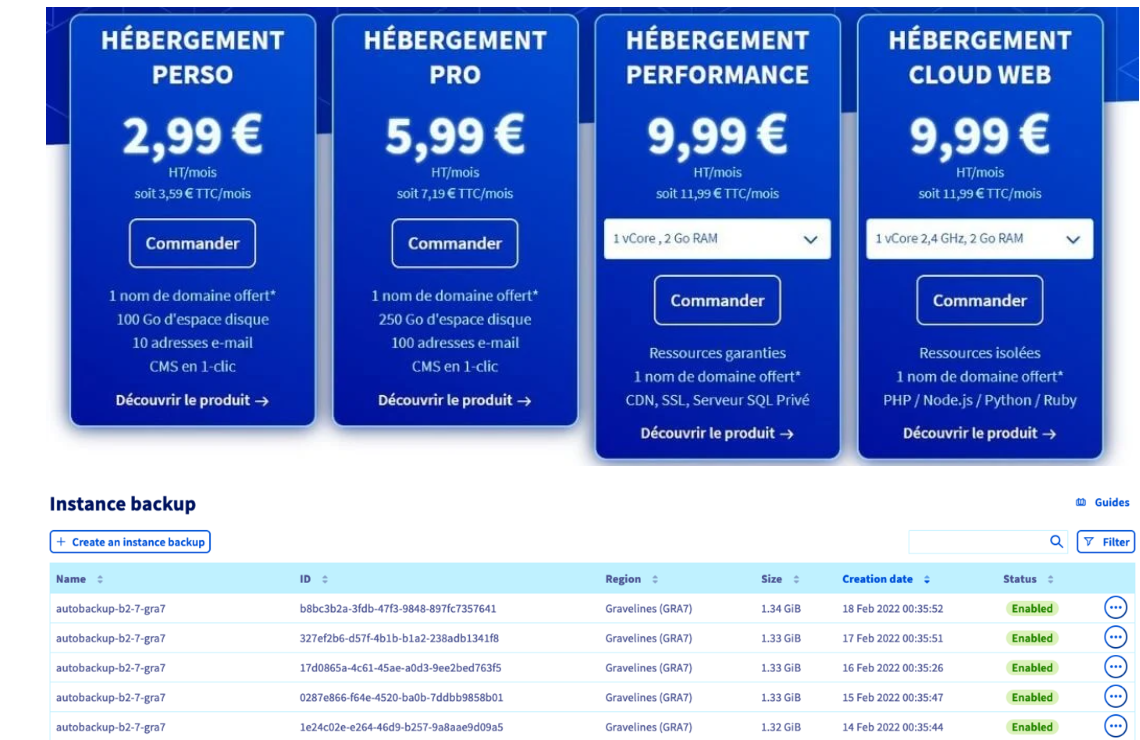 HÉBERGEMENT
PERSO
2,99 €
HT/mois
soit 3,59 € TTC/mois
Commander
1 nom de domaine offert*
100 Go d'espace disque
10 adresses e-mail
CMS en 1-clic
Découvrir le produit →
HÉBERGEMENT
PRO
5,99 €
HT/mois
soit 7,19 € TTC/mois
Commander
1 nom de domaine offert*
250 Go d'espace disque
100 adresses e-mail
CMS en 1-clic
Découvrir le produit →
HÉBERGEMENT
PERFORMANCE
9,99 €
HT/mois
soit 11,99 € TTC/mois
1 vCore , 2 Go RAM
Commander
Ressources garanties
1 nom de domaine offert*
CDN, SSL, Serveur SQL Privé
Découvrir le produit →
HÉBERGEMENT
CLOUD WEB
9,99 €
HT/mois
soit 11,99 € TTC/mois
1 vCore 2,4 GHz, 2 Go RAM
Commander
Ressources isolées
1 nom de domaine offert*
PHP / Node.js / Python / Ruby
Découvrir le produit →
Instance backup
Guides
+ Create an instance backup
Filter
Name ID Region Size Creation date Status
autobackup-b2-7-gra7 b8bc3b2a-3fdb-47f3-9848-897fc7357641 Gravelines (GRA7) 1.34 GiB 18 Feb 2022 00:35:52 Enabled
autobackup-b2-7-gra7 327ef2b6-d57f-4b1b-b1a2-238adb1341f8 Gravelines (GRA7) 1.33 GiB 17 Feb 2022 00:35:51 Enabled
autobackup-b2-7-gra7 17d0865a-4c61-45ae-a0d3-9ee2bed763f5 Gravelines (GRA7) 1.33 GiB 16 Feb 2022 00:35:26 Enabled
autobackup-b2-7-gra7 0287e866-f64e-4520-ba0b-7ddbb9858b01 Gravelines (GRA7) 1.33 GiB 15 Feb 2022 00:35:47 Enabled
autobackup-b2-7-gra7 1e24c02e-e264-46d9-b257-9a8aae9d09a5 Gravelines (GRA7) 1.32 GiB 14 Feb 2022 00:35:44 Enabled